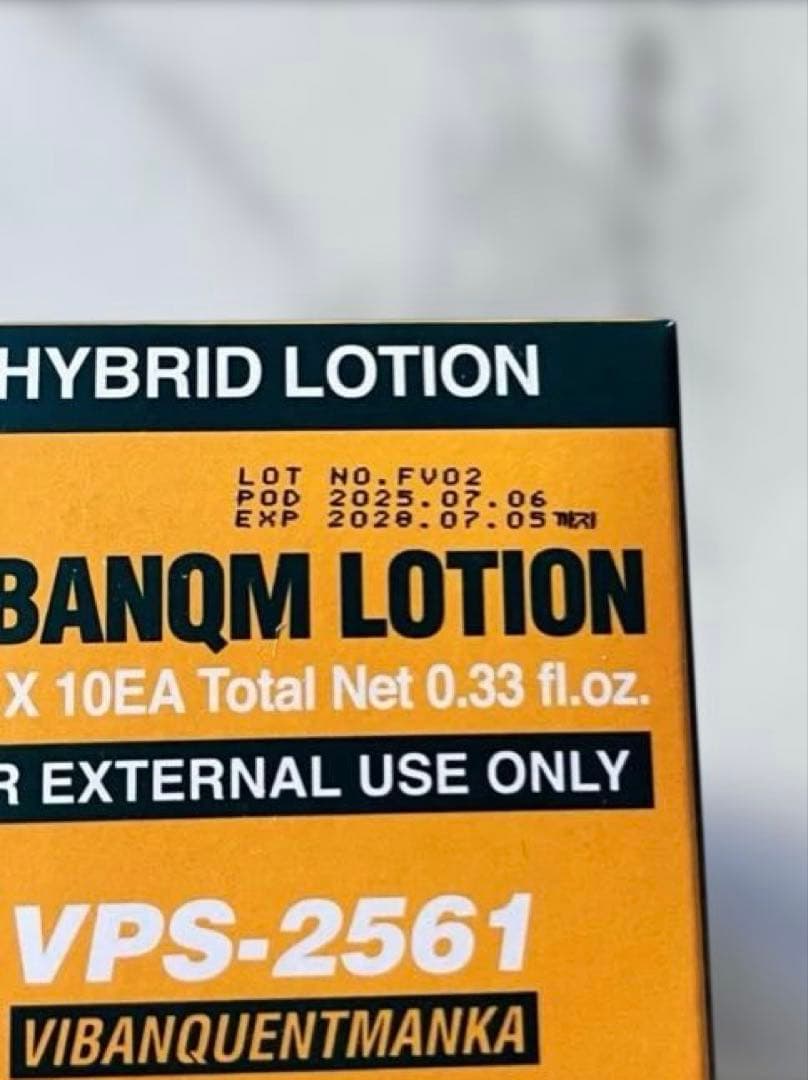 HYBRID LOTION
LOT NO.FV02
POD 2025.07.06
EXP 2028.07.05까지
BANQM LOTION
X 10EA Total Net 0.33 fl.oz.
R EXTERNAL USE ONLY
VPS-2561
VIBANQUENTMANKA